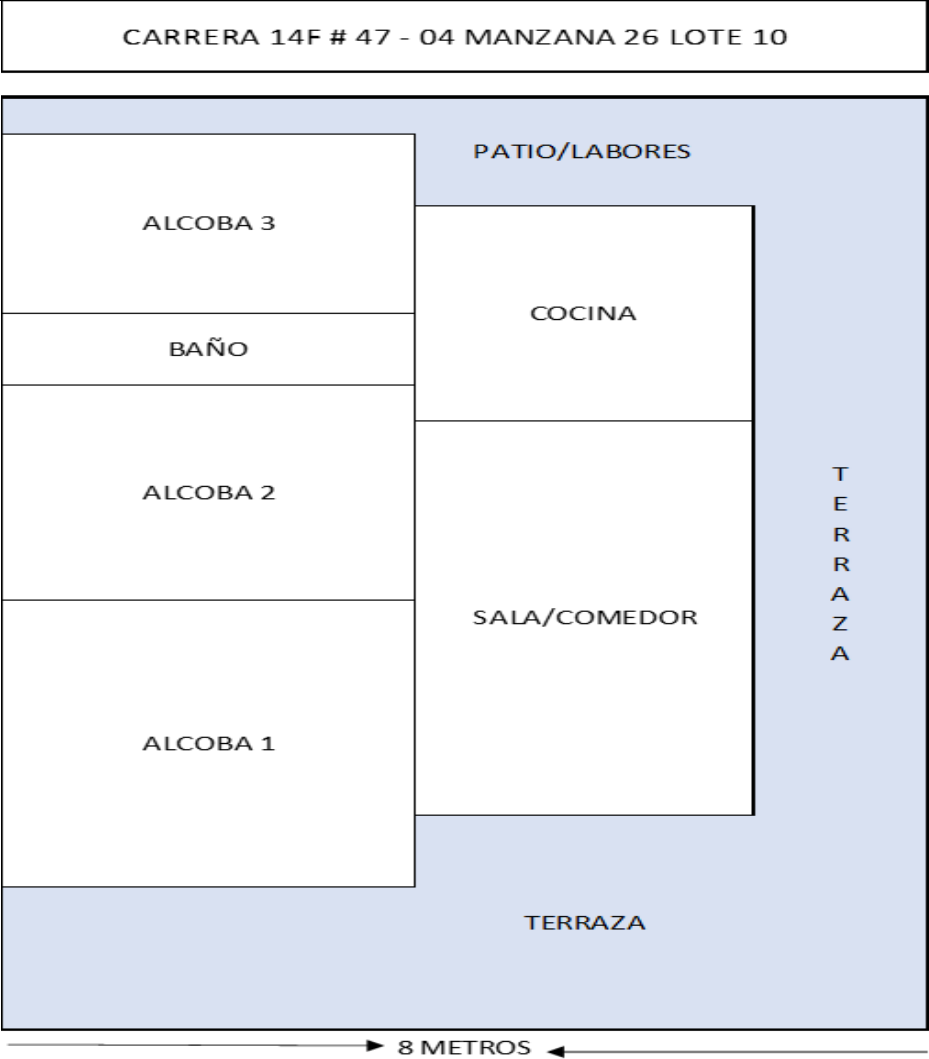 CARRERA 14F # 47 - 04 MANZANA 26 LOTE 10
PATIO/LABORES
ALCOBA 3
COCINA
BAÑO
ALCOBA 2
TERRAZA
SALA/COMEDOR
ALCOBA 1
TERRAZA
8 METROS